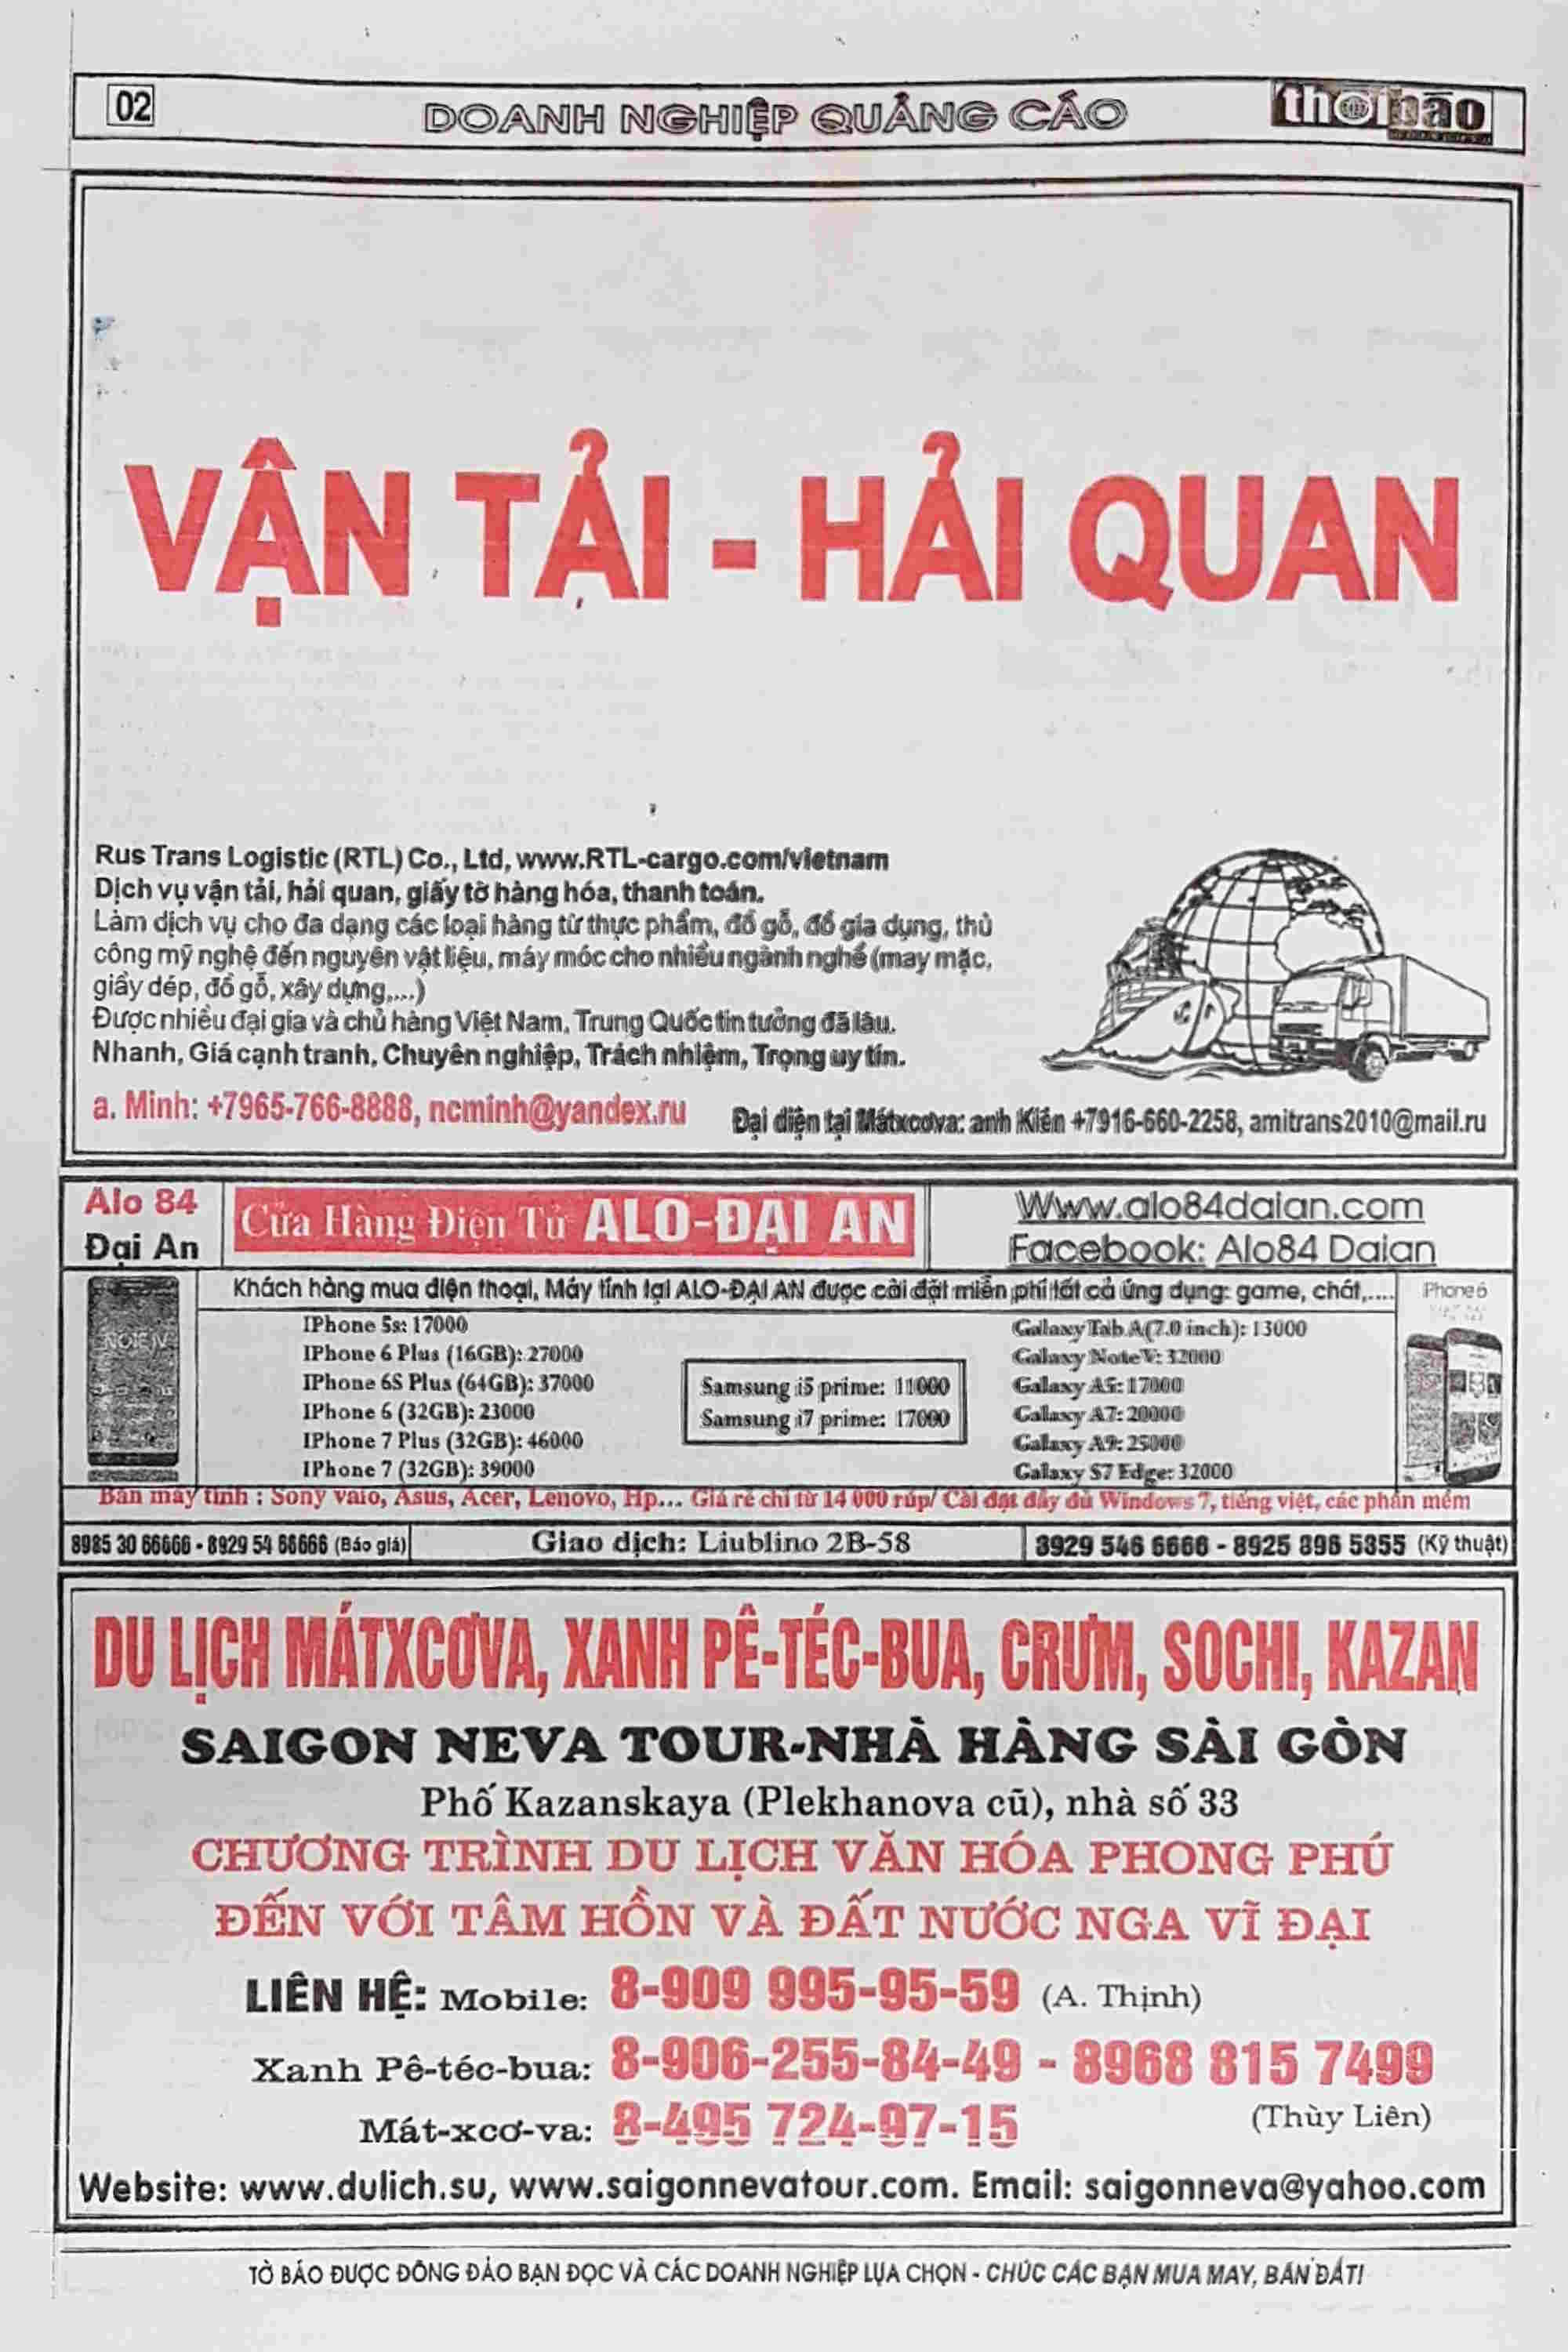 02
DOANH NGHIỆP QUẢNG CÁO
thời báo
VẬN TẢI - HẢI QUAN
Rus Trans Logistic (RTL) Co., Ltd, www.RTL-cargo.com/vietnam
Dịch vụ vận tải, hải quan, giấy tờ hàng hóa, thanh toán.
Làm dịch vụ cho đa dạng các loại hàng từ thực phẩm, đồ gỗ, đồ gia dụng, thủ
công mỹ nghệ đến nguyên vật liệu, máy móc cho nhiều ngành nghề (may mặc,
giầy dép, đồ gỗ, xây dựng,...)
Được nhiều đại gia và chủ hàng Việt Nam, Trung Quốc tin tưởng đã lâu.
Nhanh, Giá cạnh tranh, Chuyên nghiệp, Trách nhiệm, Trọng uy tín.
a. Minh: +7965-766-8888, ncminh@yandex.ru
Đại diện tại Mátxcơva: anh Kiên +7916-660-2258, amitrans2010@mail.ru
Alo 84
Đại An
Cửa Hàng Điện Tử ALO-ĐẠI AN
Www.alo84daian.com
Facebook: Alo84 Daian
Khách hàng mua điện thoại, Máy tính tại ALO-ĐẠI AN được cài đặt miễn phí tất cả ứng dụng: game, chát,....
NOTE IV
IPhone 5s: 17000
IPhone 6 Plus (16GB): 27000
IPhone 6S Plus (64GB): 37000
IPhone 6 (32GB): 23000
IPhone 7 Plus (32GB): 46000
IPhone 7 (32GB): 39000
Samsung i5 prime: 11000
Samsung i7 prime: 17000
Galaxy Tab A(7.0 inch): 13000
Galaxy Note V: 32000
Galaxy A5: 17000
Galaxy A7: 20000
Galaxy A9: 25000
Galaxy S7 Edge: 32000
Phone 6
Bán máy tính : Sony vaio, Asus, Acer, Lenovo, Hp... Giá rẻ chỉ từ 14 000 rúp/ Cài đặt đầy đủ Windows 7, tiếng việt, các phần mềm
8985 30 66666 - 8929 54 66666 (Báo giá)
Giao dịch: Liublino 2B-58
8929 546 6666 - 8925 896 5855 (Kỹ thuật)
DU LỊCH MÁTXCƠVA, XANH PÊ-TÉC-BUA, CRƯM, SOCHI, KAZAN
SAIGON NEVA TOUR-NHÀ HÀNG SÀI GÒN
Phố Kazanskaya (Plekhanova cũ), nhà số 33
CHƯƠNG TRÌNH DU LỊCH VĂN HÓA PHONG PHÚ
ĐẾN VỚI TÂM HỒN VÀ ĐẤT NƯỚC NGA VĨ ĐẠI
LIÊN HỆ: Mobile: 8-909 995-95-59 (A. Thịnh)
Xanh Pê-téc-bua: 8-906-255-84-49 - 8968 815 7499
Mát-xcơ-va: 8-495 724-97-15 (Thùy Liên)
Website: www.dulich.su, www.saigonnevatour.com. Email: saigonneva@yahoo.com
TỜ BÁO ĐƯỢC ĐÔNG ĐẢO BẠN ĐỌC VÀ CÁC DOANH NGHIỆP LỰA CHỌN - CHÚC CÁC BẠN MUA MAY, BÁN ĐẮT!